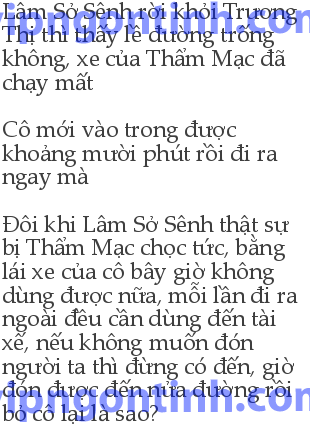 Lâm Sở Sênh rời khỏi Trương
Thị thì thấy lề đường trống
không, xe của Thẩm Mạc đã
chạy mất
Cô mới vào trong được
khoảng mười phút rồi đi ra
ngay mà
Đôi khi Lâm Sở Sênh thật sự
bị Thẩm Mạc chọc tức, bằng
lái xe của cô bây giờ không
dùng được nữa, mỗi lần đi ra
ngoài đều cần dùng đến tài
xế, nếu không muốn đón
người ta thì đừng có đến, giờ
đón được đến nửa đường rồi
bỏ cô lại là sao?
vipngontinh.com
vipngontinh.com